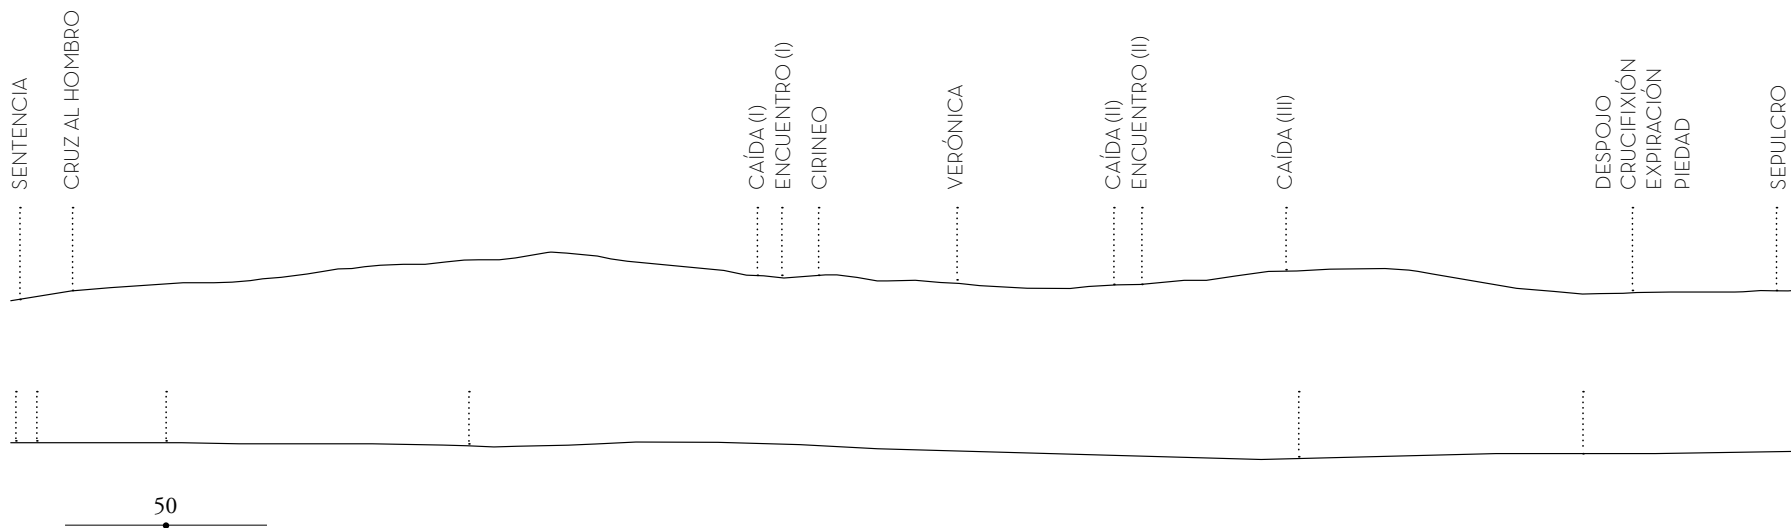 SENTENCIA
CRUZ AL HOMBRO
CAÍDA (I)
ENCUENTRO (I)
CIRINEO
VERÓNICA
CAÍDA (II)
ENCUENTRO (II)
CAÍDA (III)
DESPOJO
CRUCIFIXIÓN
EXPIRACIÓN
PIEDAD
SEPULCRO
50